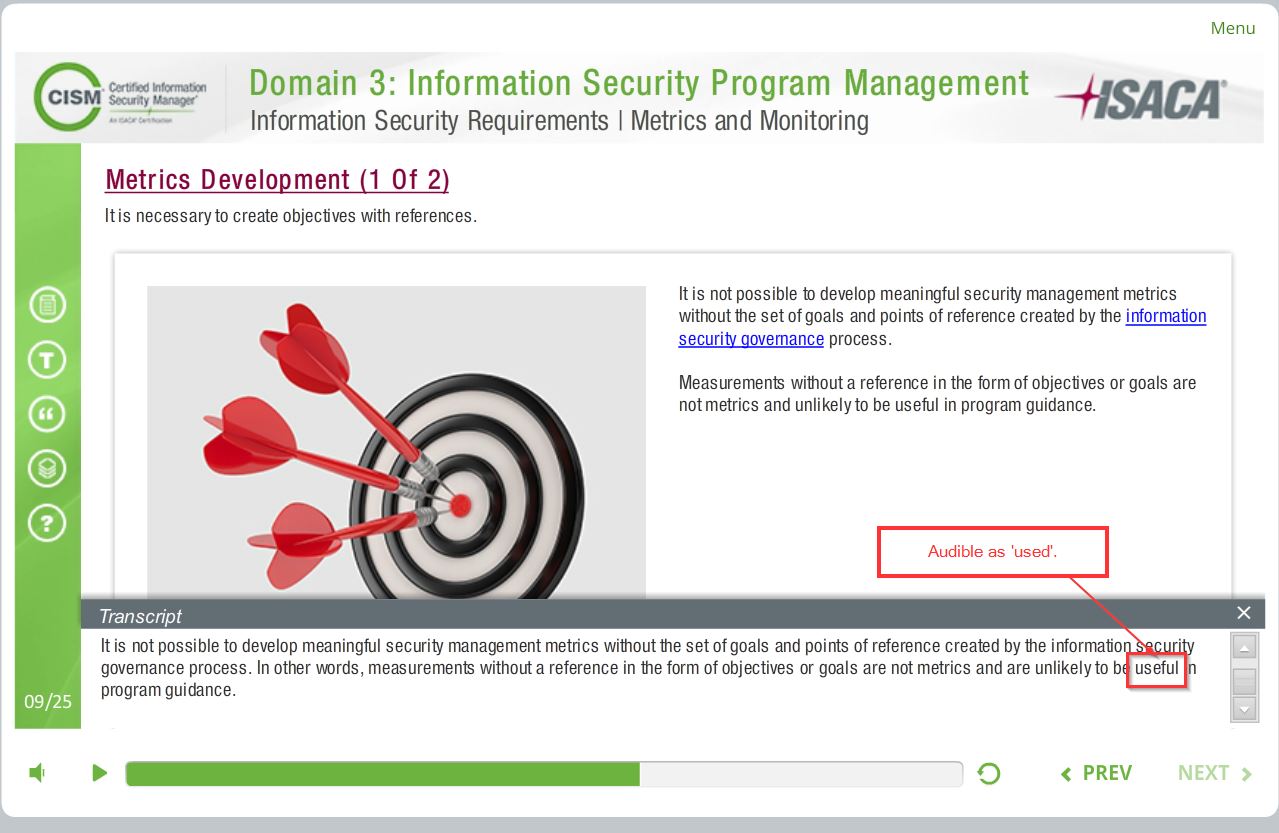 Menu
CISM
Certified Information
Security Manager®
An ISACA® Certification
Domain 3: Information Security Program Management
Information Security Requirements | Metrics and Monitoring
ISACA®
Metrics Development (1 Of 2)
It is necessary to create objectives with references.
It is not possible to develop meaningful security management metrics
without the set of goals and points of reference created by the information
security governance process.
Measurements without a reference in the form of objectives or goals are
not metrics and unlikely to be useful in program guidance.
T
“
?
Audible as 'used'.
Transcript
It is not possible to develop meaningful security management metrics without the set of goals and points of reference created by the information security
governance process. In other words, measurements without a reference in the form of objectives or goals are not metrics and are unlikely to be useful in
program guidance.
09/25
PREV
NEXT